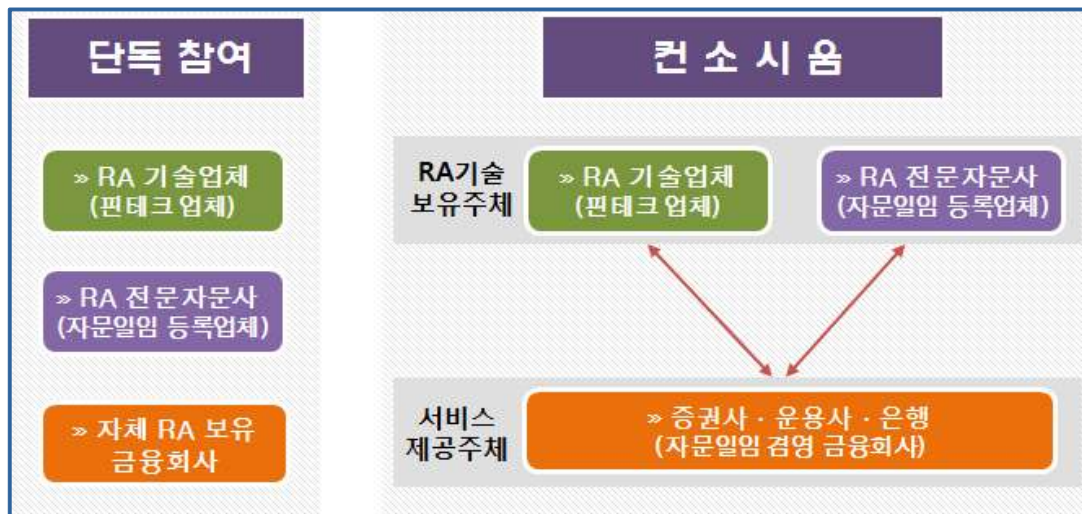 단독 참여
» RA 기술업체
(핀테크 업체)
» RA 전문자문사
(자문일임 등록업체)
» 자체 RA 보유
금융회사
컨 소 시 움
RA기술
보유주체
» RA 기술업체
(핀테크 업체)
» RA 전문자문사
(자문일임 등록업체)
서비스
제공주체
» 증권사 · 운용사 · 은행
(자문일임 겸영 금융회사)